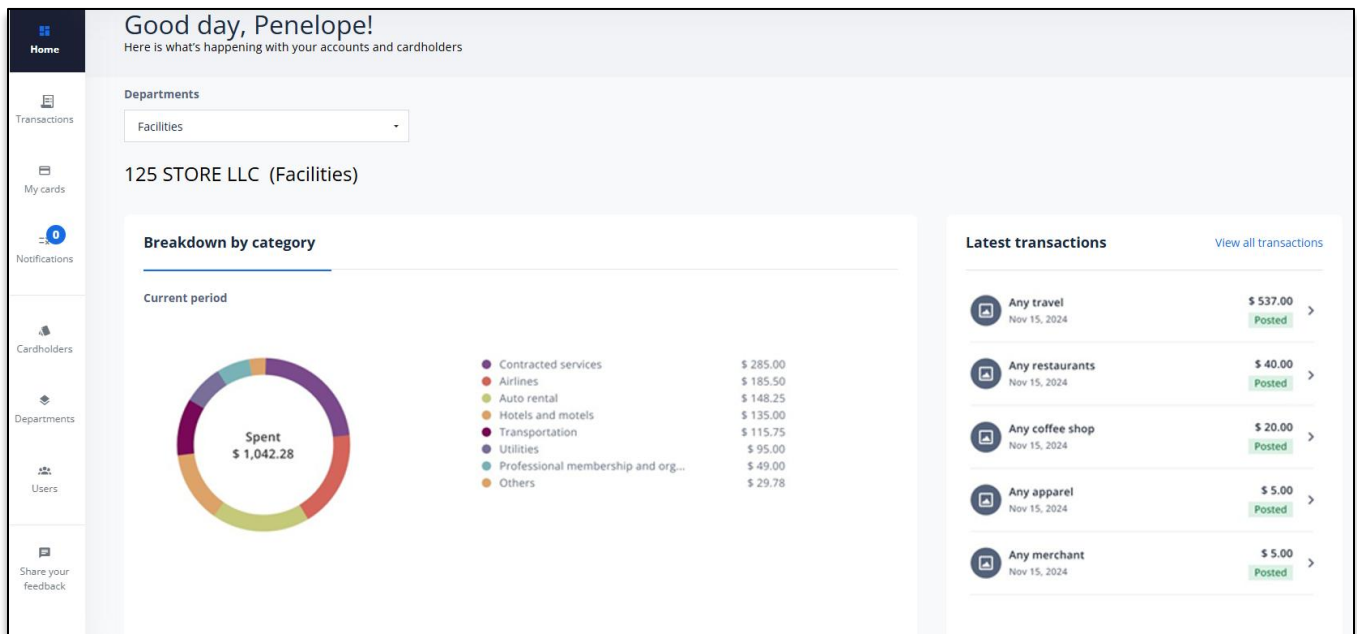 Home
Transactions
My cards
0
Notifications
Cardholders
Departments
Users
Share your
feedback
Good day, Penelope!
Here is what's happening with your accounts and cardholders
Departments
Facilities
125 STORE LLC (Facilities)
Breakdown by category
Current period
Spent
$ 1,042.28
Contracted services $ 285.00
Airlines $ 185.50
Auto rental $ 148.25
Hotels and motels $ 135.00
Transportation $ 115.75
Utilities $ 95.00
Professional membership and org... $ 49.00
Others $ 29.78
Latest transactions View all transactions
Any travel $ 537.00
Nov 15, 2024 Posted
Any restaurants $ 40.00
Nov 15, 2024 Posted
Any coffee shop $ 20.00
Nov 15, 2024 Posted
Any apparel $ 5.00
Nov 15, 2024 Posted
Any merchant $ 5.00
Nov 15, 2024 Posted